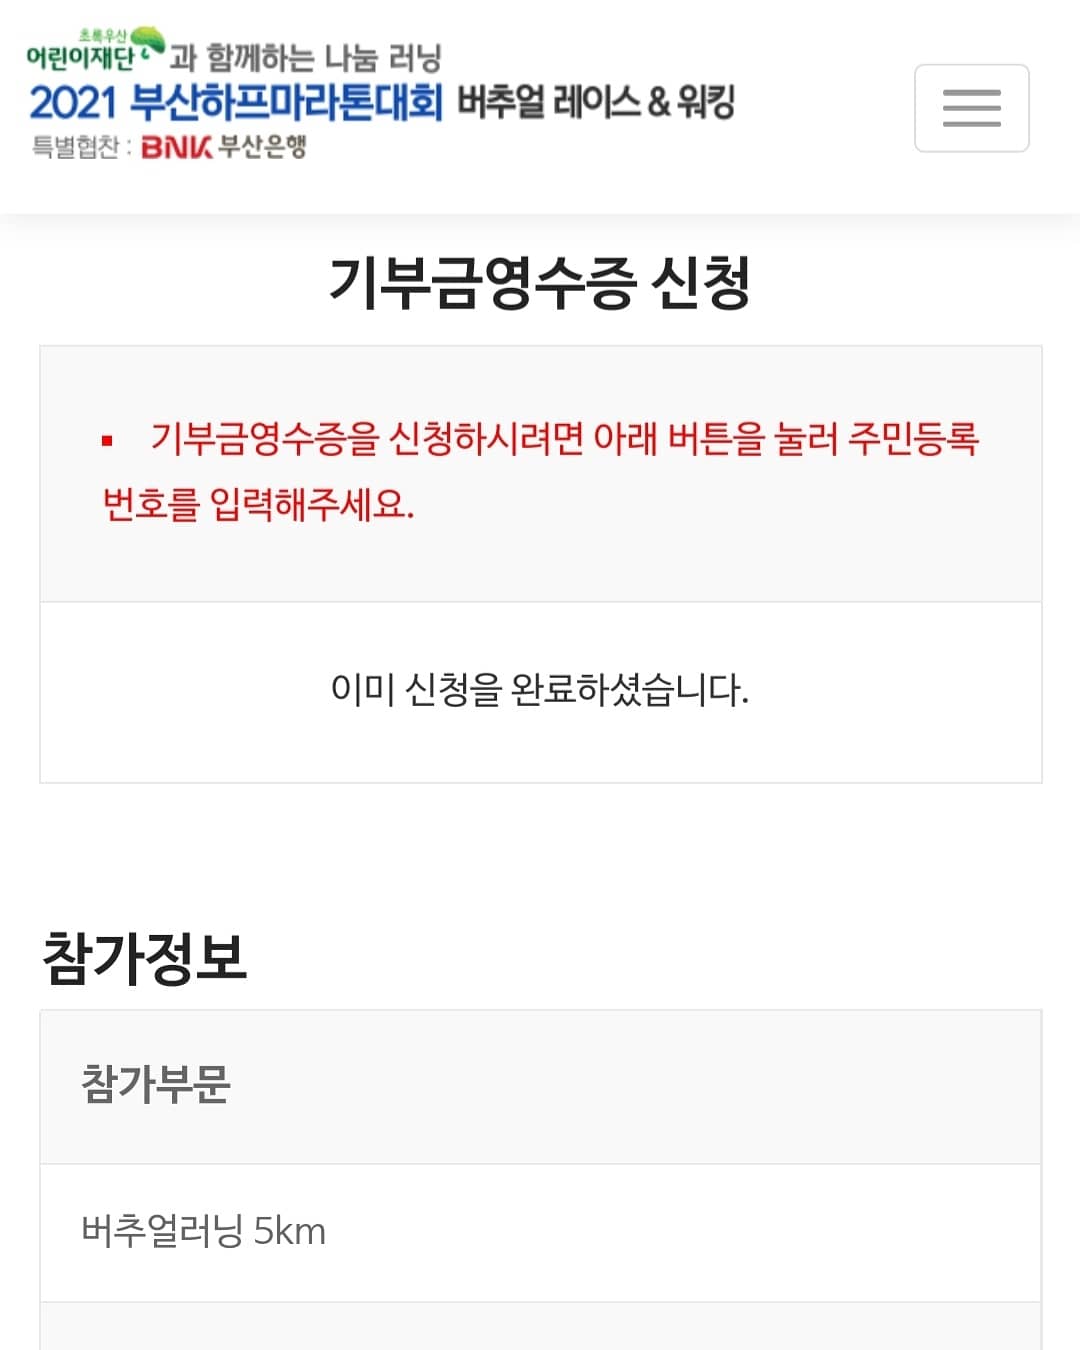 초록우산
어린이재단과 함께하는 나눔 러닝
2021 부산하프마라톤대회 버추얼 레이스 & 워킹
특별협찬 : BNK 부산은행
기부금영수증 신청
▪ 기부금영수증을 신청하시려면 아래 버튼을 눌러 주민등록
번호를 입력해주세요.
이미 신청을 완료하셨습니다.
참가정보
참가부문
버추얼러닝 5km